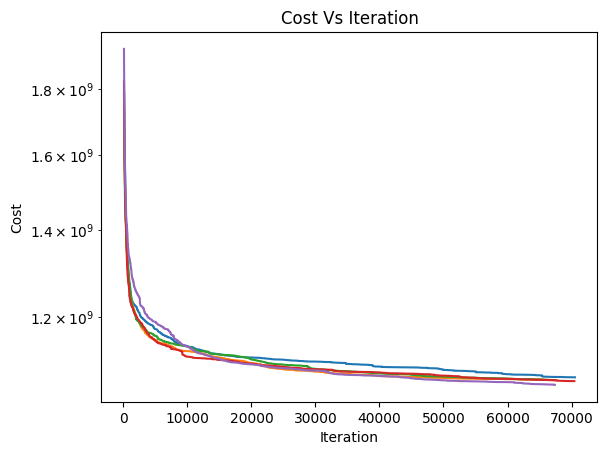 Cost Vs Iteration
Cost
1.8 × 10⁹
1.6 × 10⁹
1.4 × 10⁹
1.2 × 10⁹
0 10000 20000 30000 40000 50000 60000 70000
Iteration